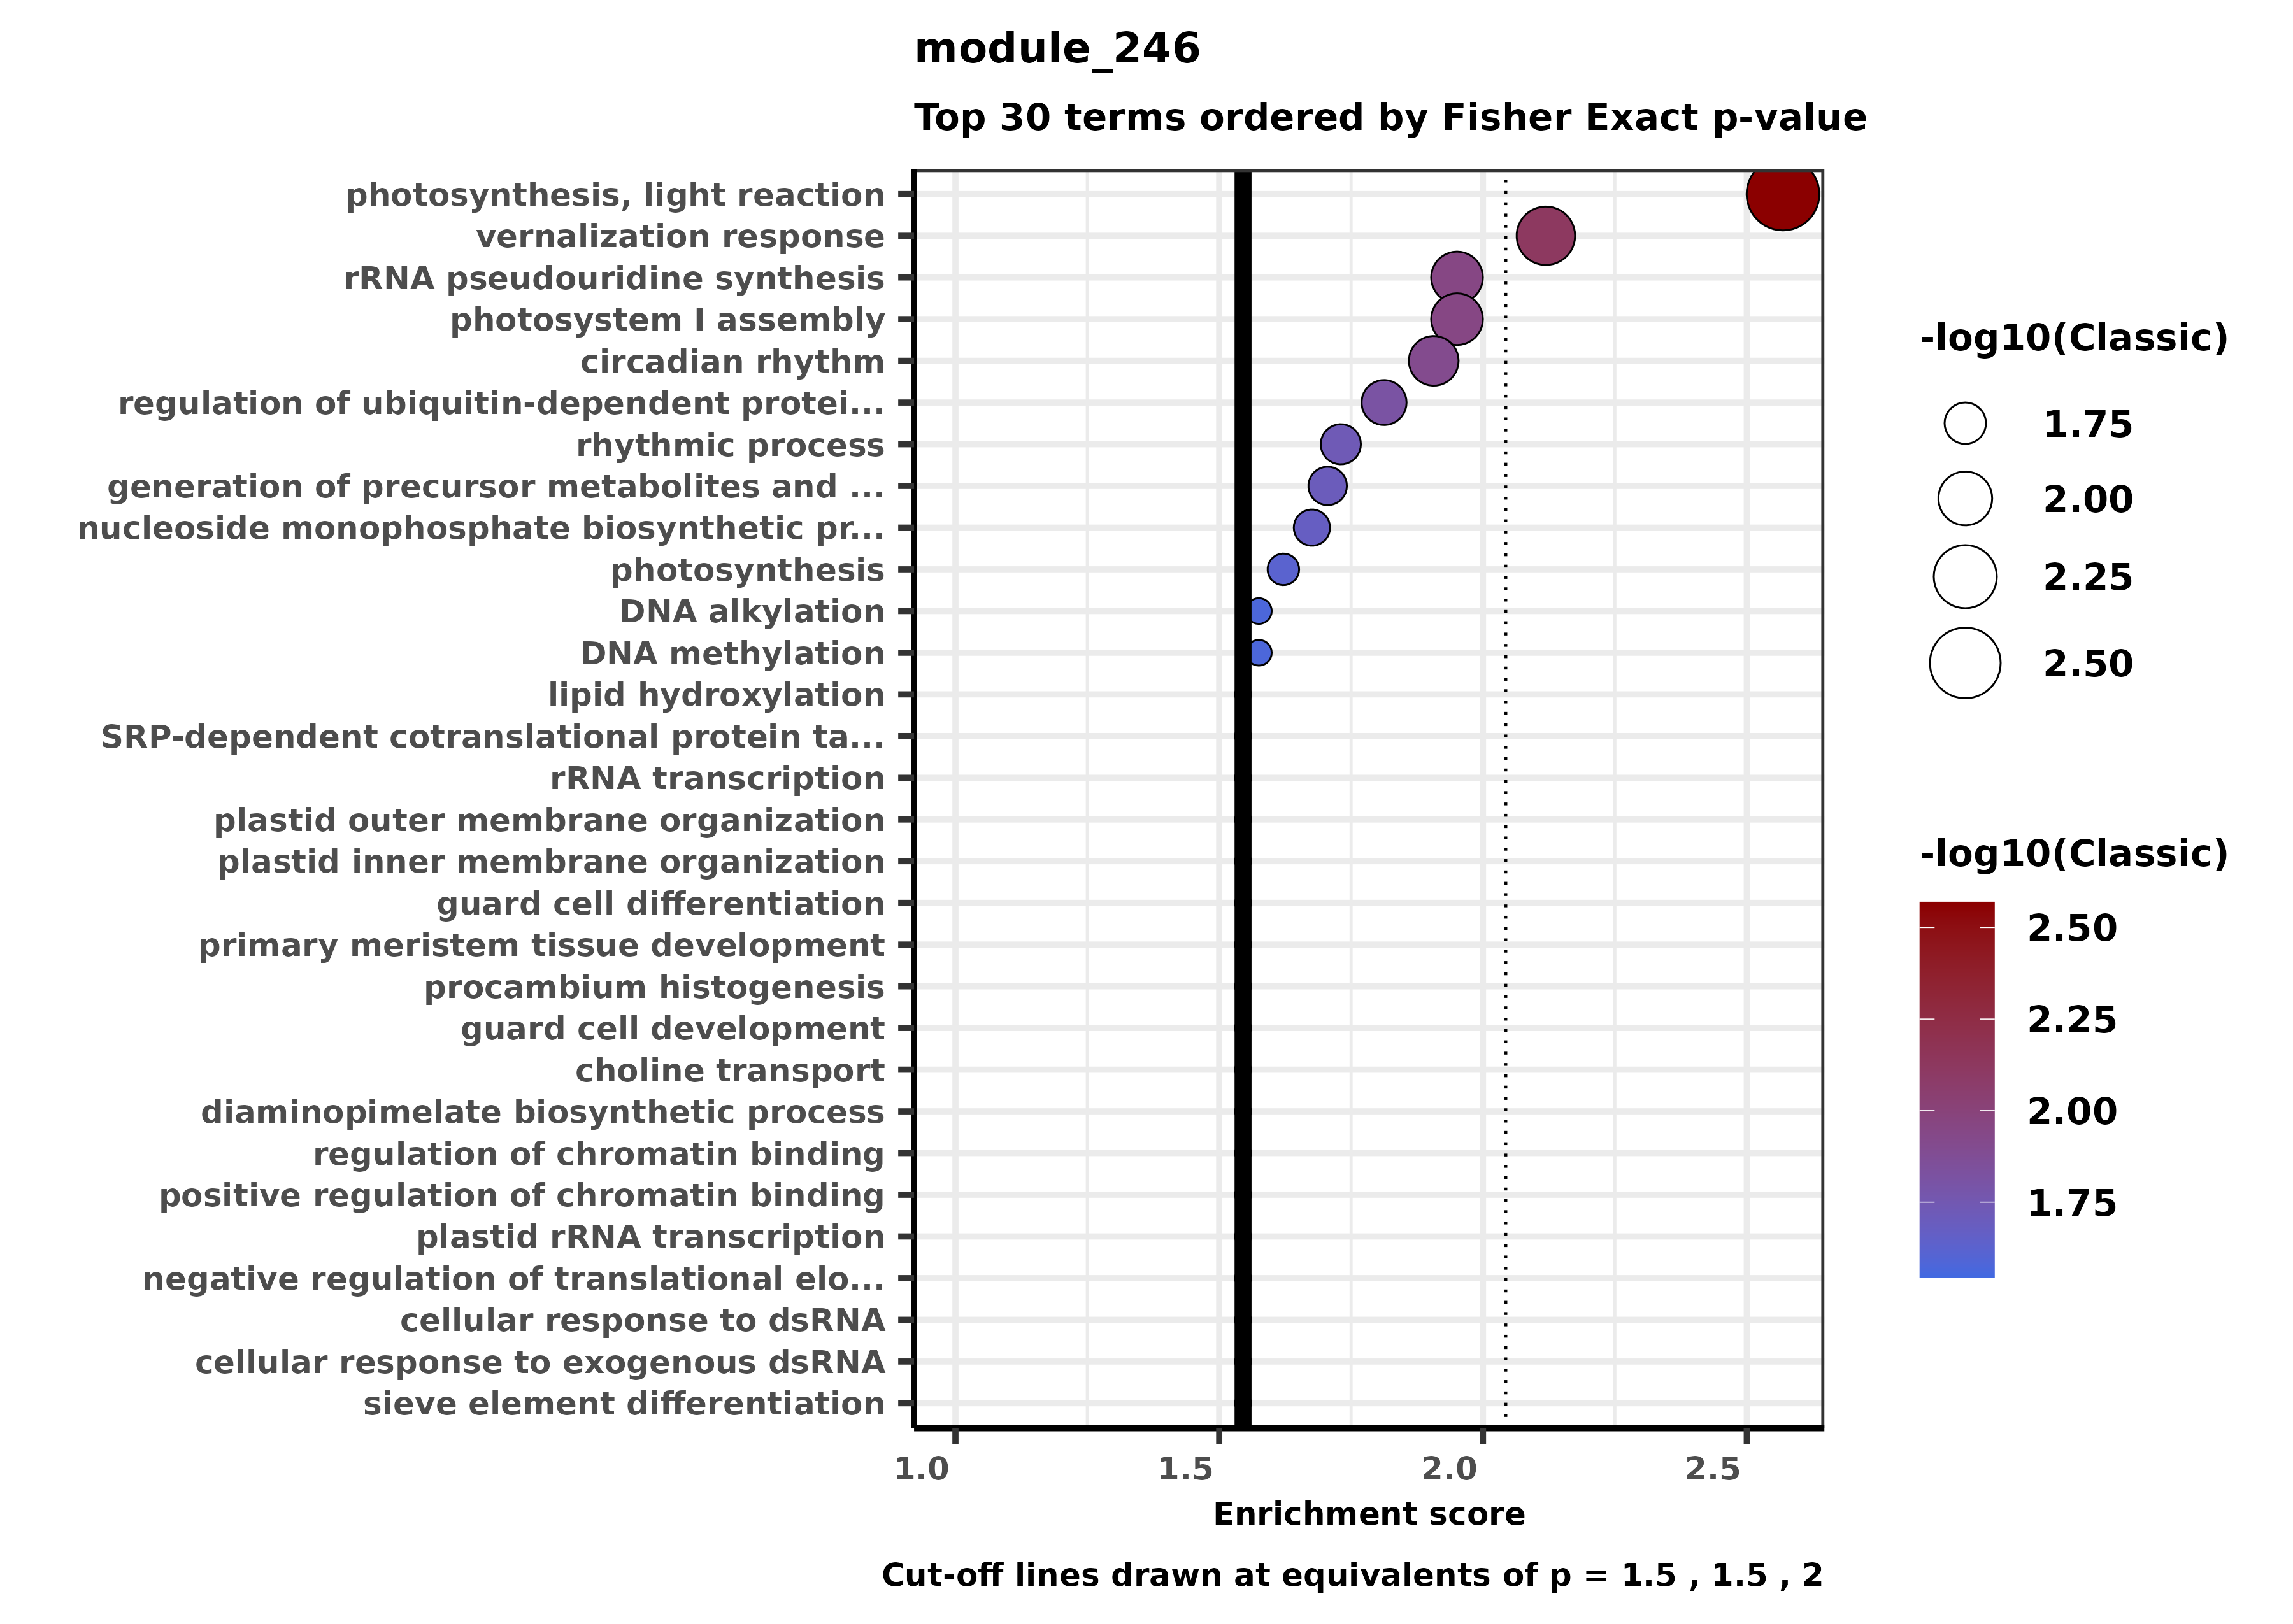 module_246
Top 30 terms ordered by Fisher Exact p-value
photosynthesis, light reaction
vernalization response
rRNA pseudouridine synthesis
photosystem I assembly
circadian rhythm
regulation of ubiquitin-dependent protei...
rhythmic process
generation of precursor metabolites and ...
nucleoside monophosphate biosynthetic pr...
photosynthesis
DNA alkylation
DNA methylation
lipid hydroxylation
SRP-dependent cotranslational protein ta...
rRNA transcription
plastid outer membrane organization
plastid inner membrane organization
guard cell differentiation
primary meristem tissue development
procambium histogenesis
guard cell development
choline transport
diaminopimelate biosynthetic process
regulation of chromatin binding
positive regulation of chromatin binding
plastid rRNA transcription
negative regulation of translational elo...
cellular response to dsRNA
cellular response to exogenous dsRNA
sieve element differentiation
1.0 1.5 2.0 2.5
Enrichment score
Cut-off lines drawn at equivalents of p = 1.5 , 1.5 , 2
-log10(Classic)
1.75
2.00
2.25
2.50
-log10(Classic)
2.50
2.25
2.00
1.75